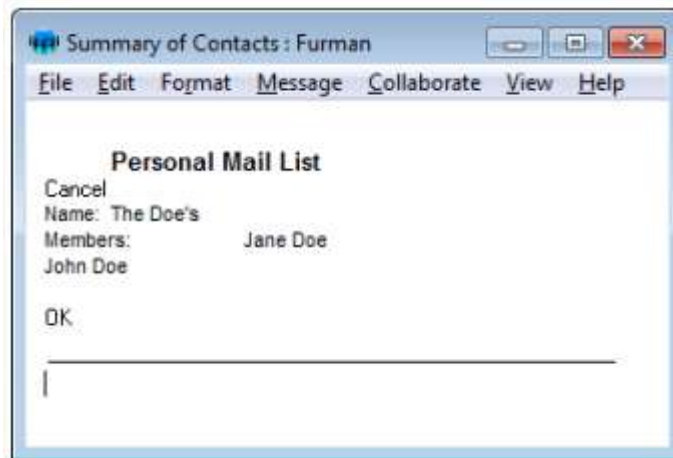 Summary of Contacts : Furman
File Edit Format Message Collaborate View Help
Personal Mail List
Cancel
Name: The Doe's
Members: Jane Doe
John Doe
OK